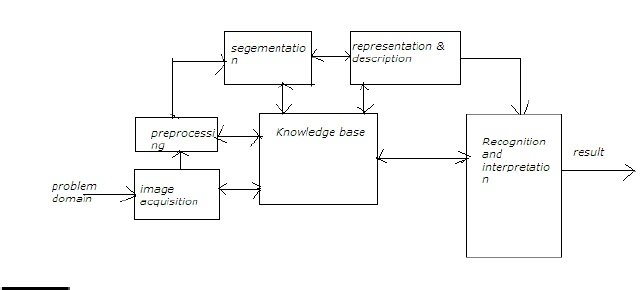 segementatio
n
representation &
description
preprocessi
ng
Knowledge base
Recognition
and
interpretatio
n
result
problem
domain
image
acquisition